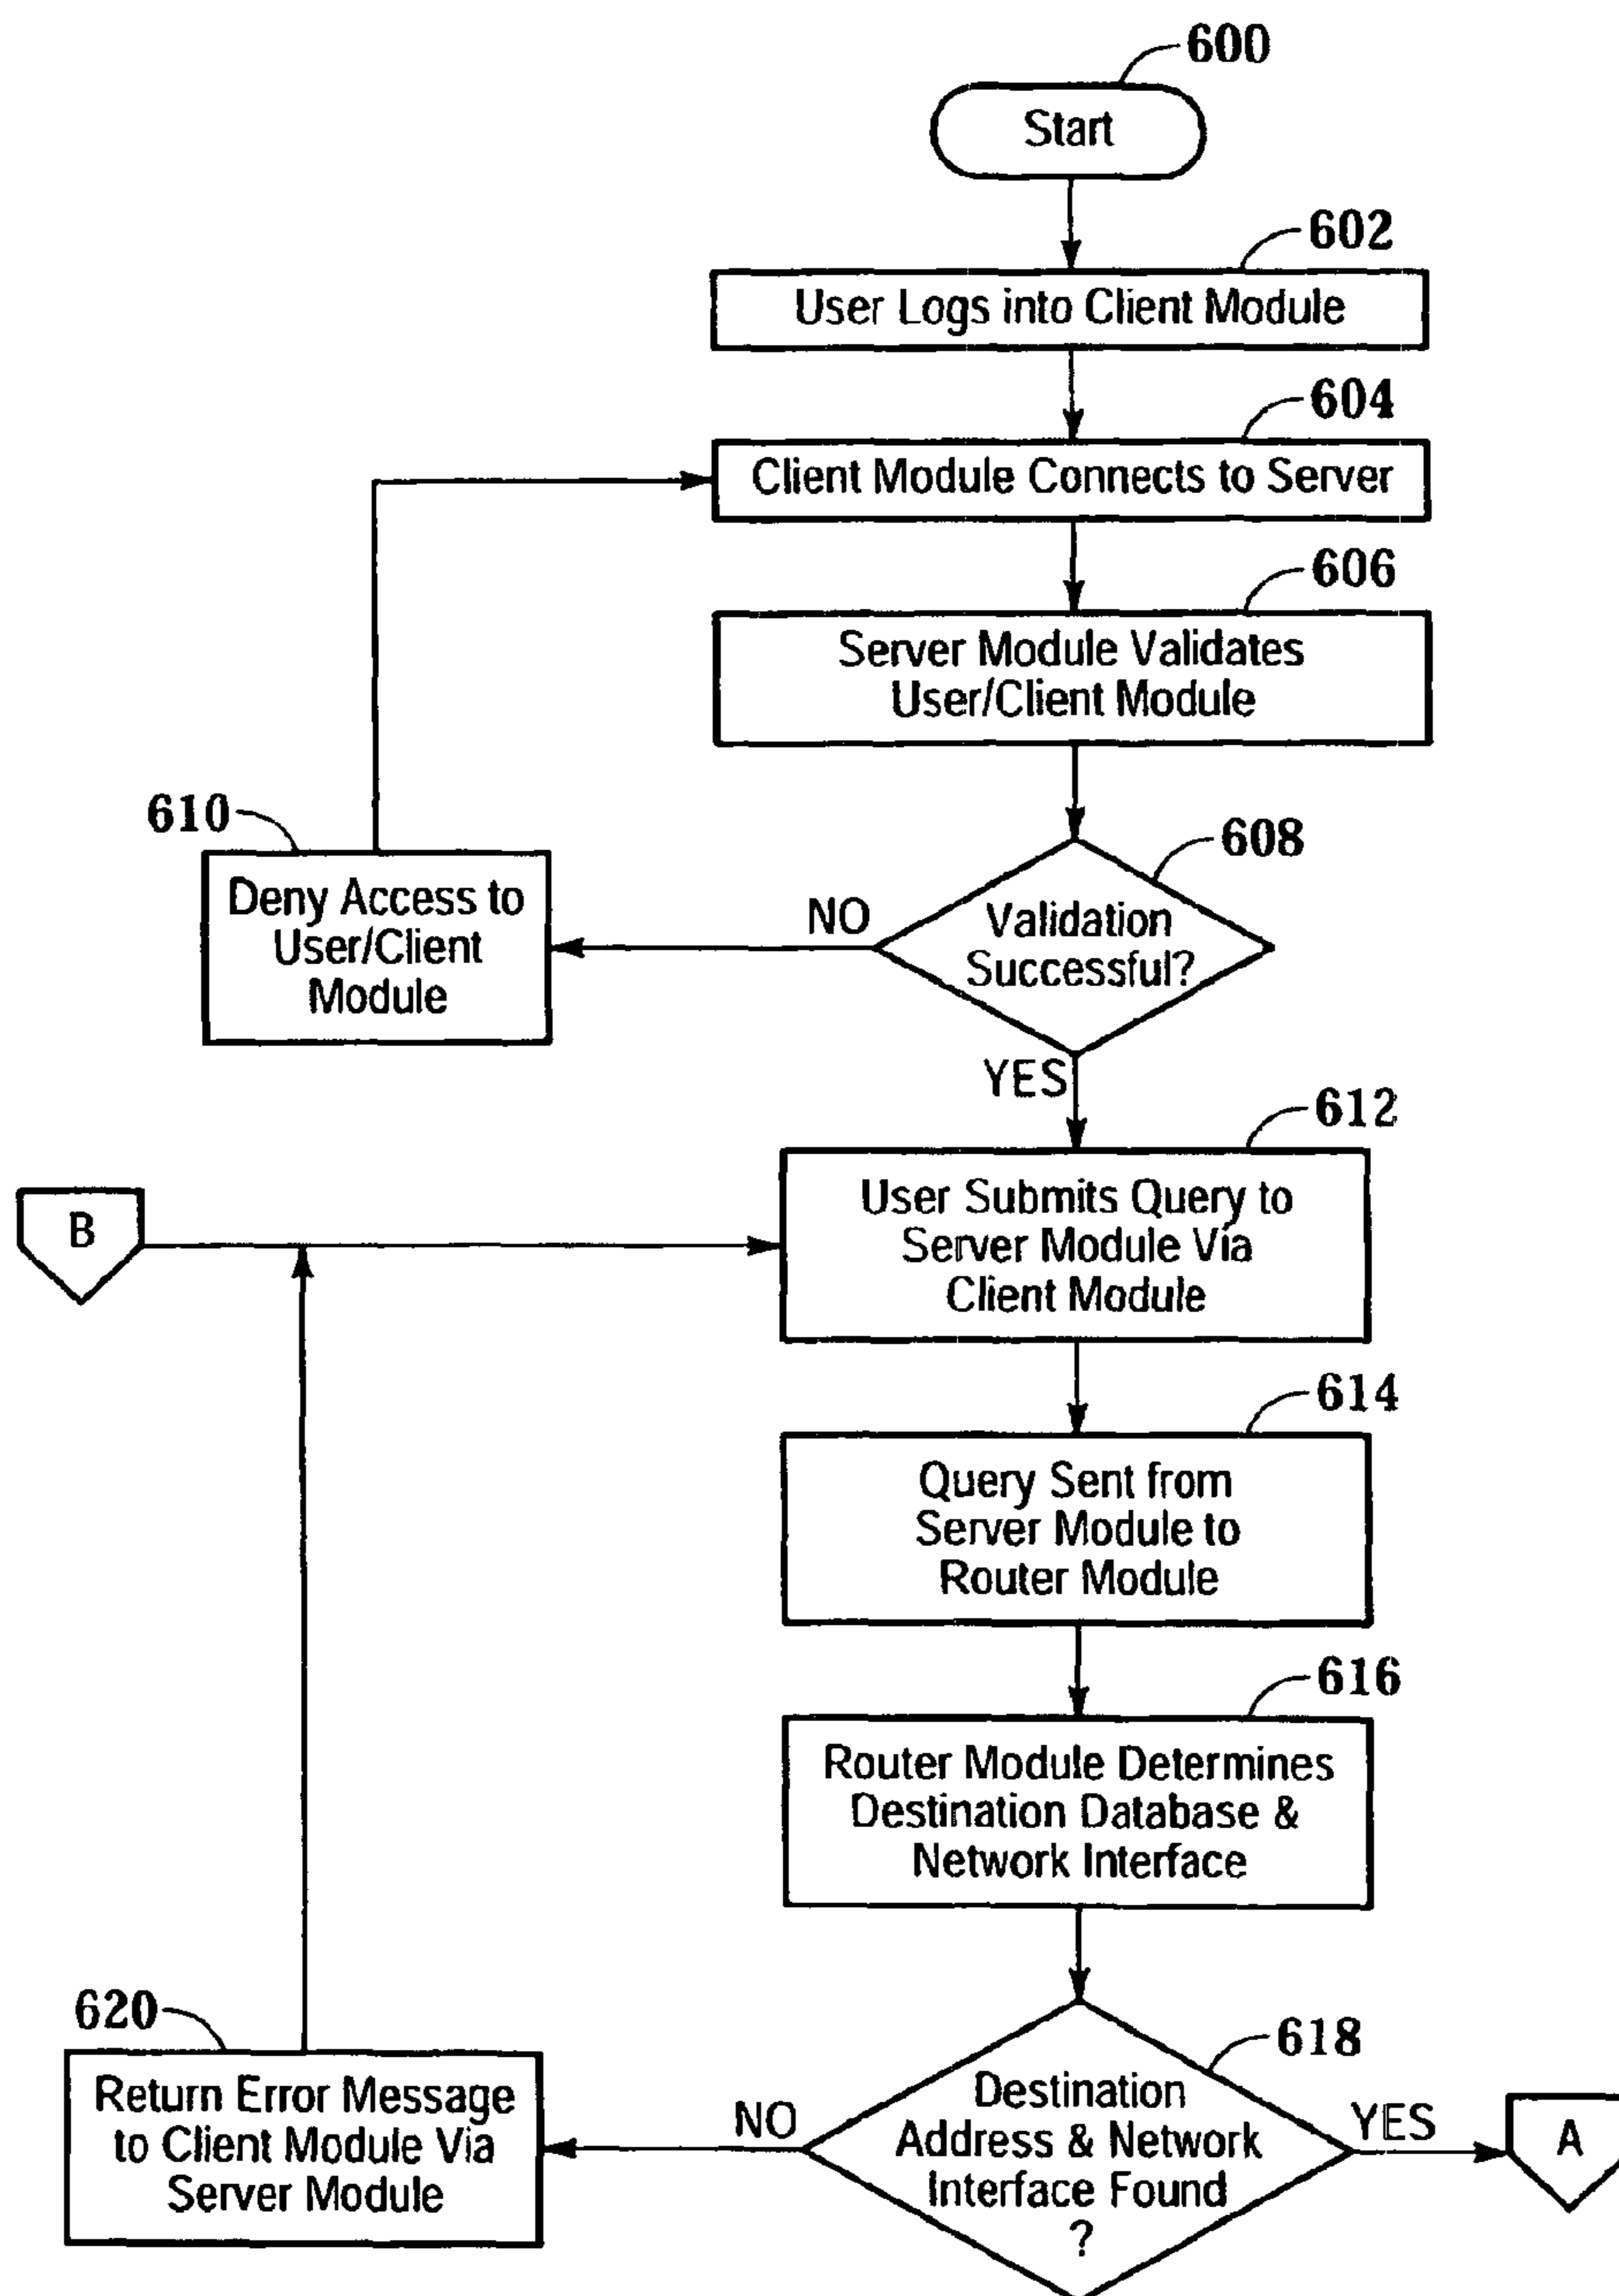 600
Start
602
User Logs into Client Module
604
Client Module Connects to Server
606
Server Module Validates
User/Client Module
610
608
Deny Access to
User/Client
Module
NO
Validation
Successful?
YES
612
B
User Submits Query to
Server Module Via
Client Module
614
Query Sent from
Server Module to
Router Module
616
Router Module Determines
Destination Database &
Network Interface
620
618
Return Error Message
to Client Module Via
Server Module
NO
Destination
Address & Network
Interface Found
?
YES
A